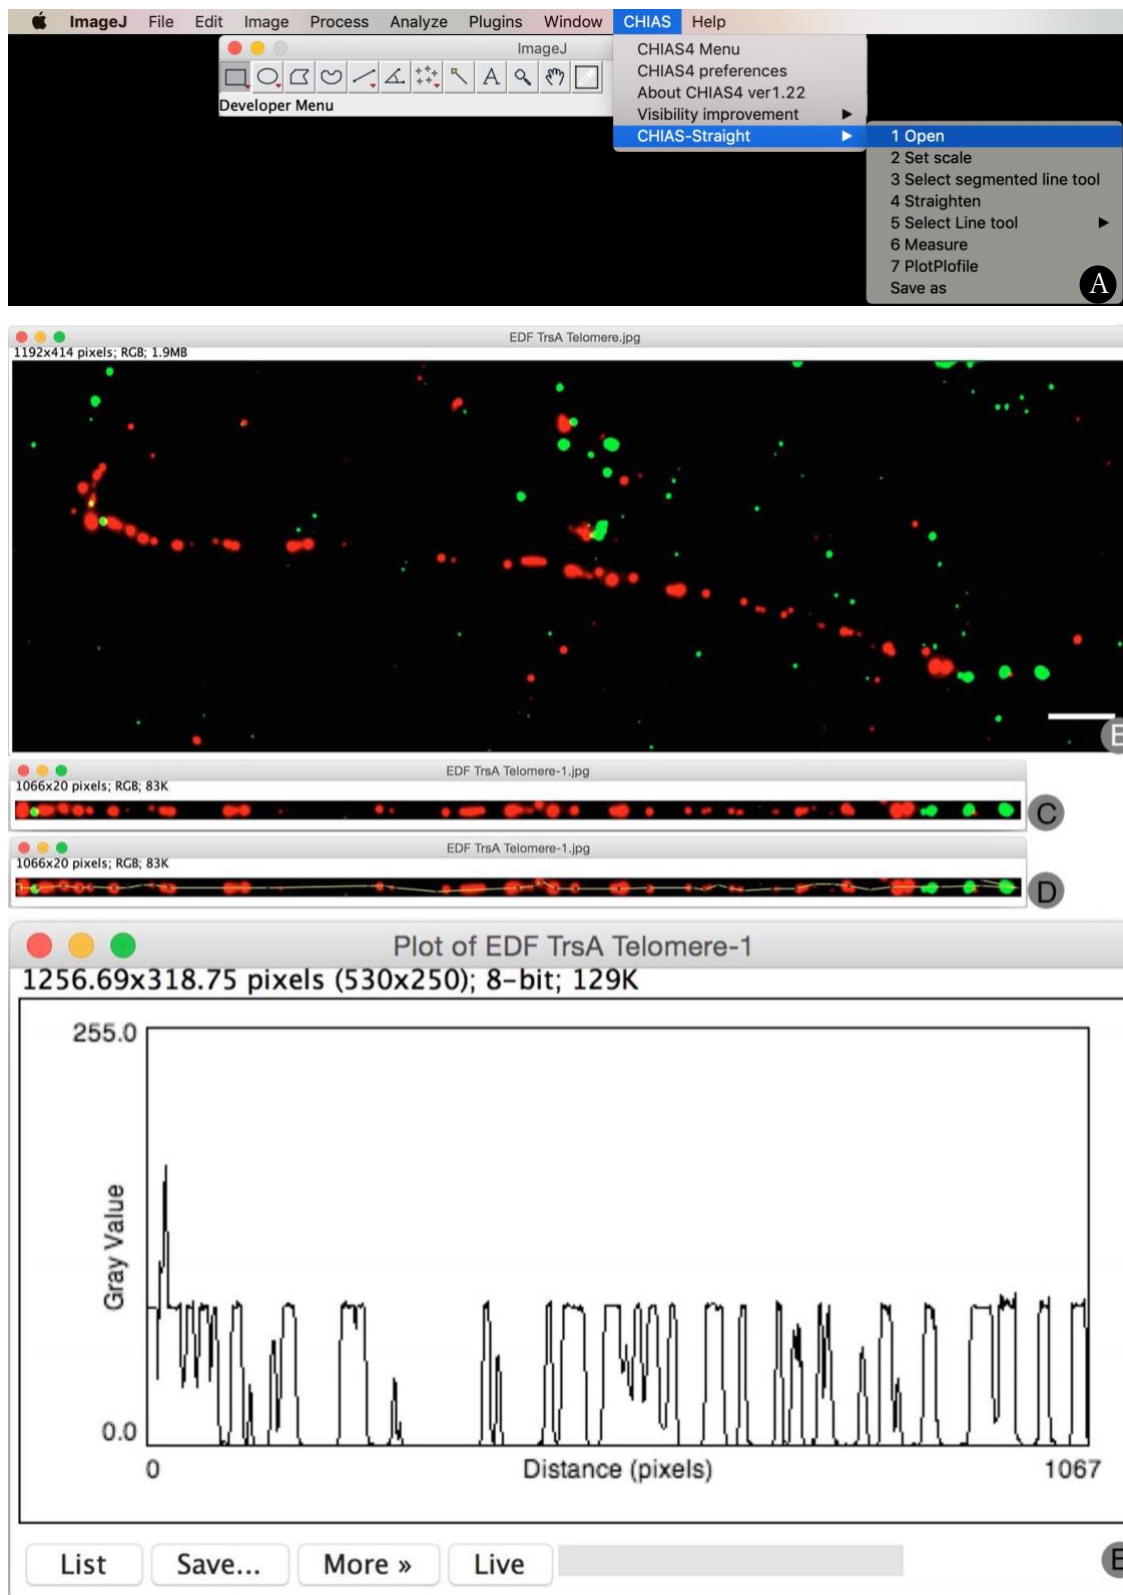 ImageJ File Edit Image Process Analyze Plugins Window CHIAS Help
ImageJ
Developer Menu
CHIAS4 Menu
CHIAS4 preferences
About CHIAS4 ver1.22
Visibility improvement
CHIAS-Straight
1 Open
2 Set scale
3 Select segmented line tool
4 Straighten
5 Select Line tool
6 Measure
7 PlotPlofile
Save as
A
EDF TrsA Telomere.jpg
1192x414 pixels; RGB; 1.9MB
EDF TrsA Telomere-1.jpg
1066x20 pixels; RGB; 83K
C
EDF TrsA Telomere-1.jpg
1066x20 pixels; RGB; 83K
D
Plot of EDF TrsA Telomere-1
1256.69x318.75 pixels (530x250); 8-bit; 129K
255.0
Gray Value
0.0
0
Distance (pixels)
1067
List Save... More » Live